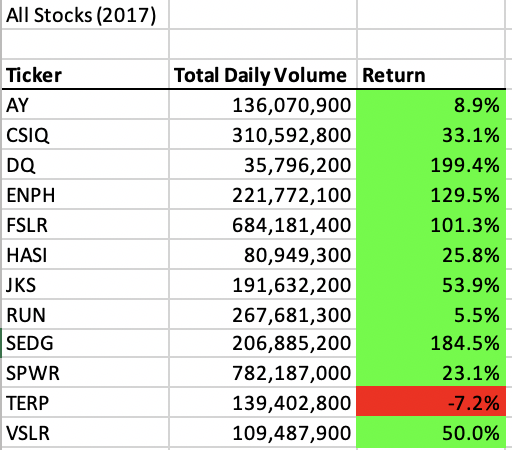 All Stocks (2017)
Ticker Total Daily Volume Return
AY 136,070,900 8.9%
CSIQ 310,592,800 33.1%
DQ 35,796,200 199.4%
ENPH 221,772,100 129.5%
FSLR 684,181,400 101.3%
HASI 80,949,300 25.8%
JKS 191,632,200 53.9%
RUN 267,681,300 5.5%
SEDG 206,885,200 184.5%
SPWR 782,187,000 23.1%
TERP 139,402,800 -7.2%
VSLR 109,487,900 50.0%